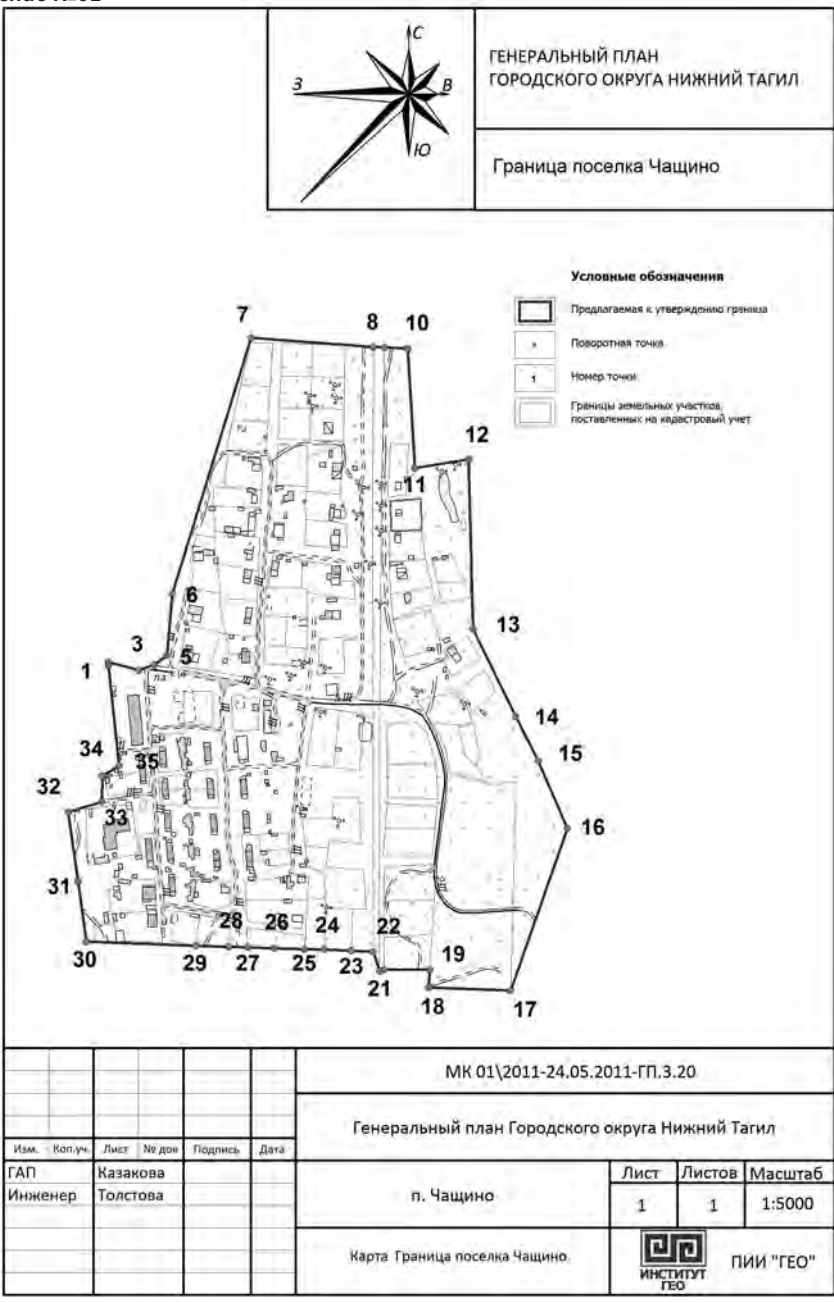 С
З
В
Ю
ГЕНЕРАЛЬНЫЙ ПЛАН
ГОРОДСКОГО ОКРУГА НИЖНИЙ ТАГИЛ
Граница поселка Чащино
Условные обозначения
Предлагаемая к утверждению граница
Поворотная точка
1
Номер точки
Границы земельных участков,
поставленных на кадастровый учет
7
8
10
12
11
6
13
3
1
5
14
15
34
35
32
33
16
31
28
26
24
22
19
30
29
27
25
23
21
18
17
МК 01\2011-24.05.2011-ГП.3.20
Генеральный план Городского округа Нижний Тагил
Изм.
Коп.уч.
Лист
№ док
Подпись
Дата
ГАП
Казакова
Инженер
Толстова
п. Чащино
Лист
Листов
Масштаб
1
1
1:5000
Карта Граница поселка Чащино
ИНСТИТУТ
ГЕО
ПИИ "ГЕО"